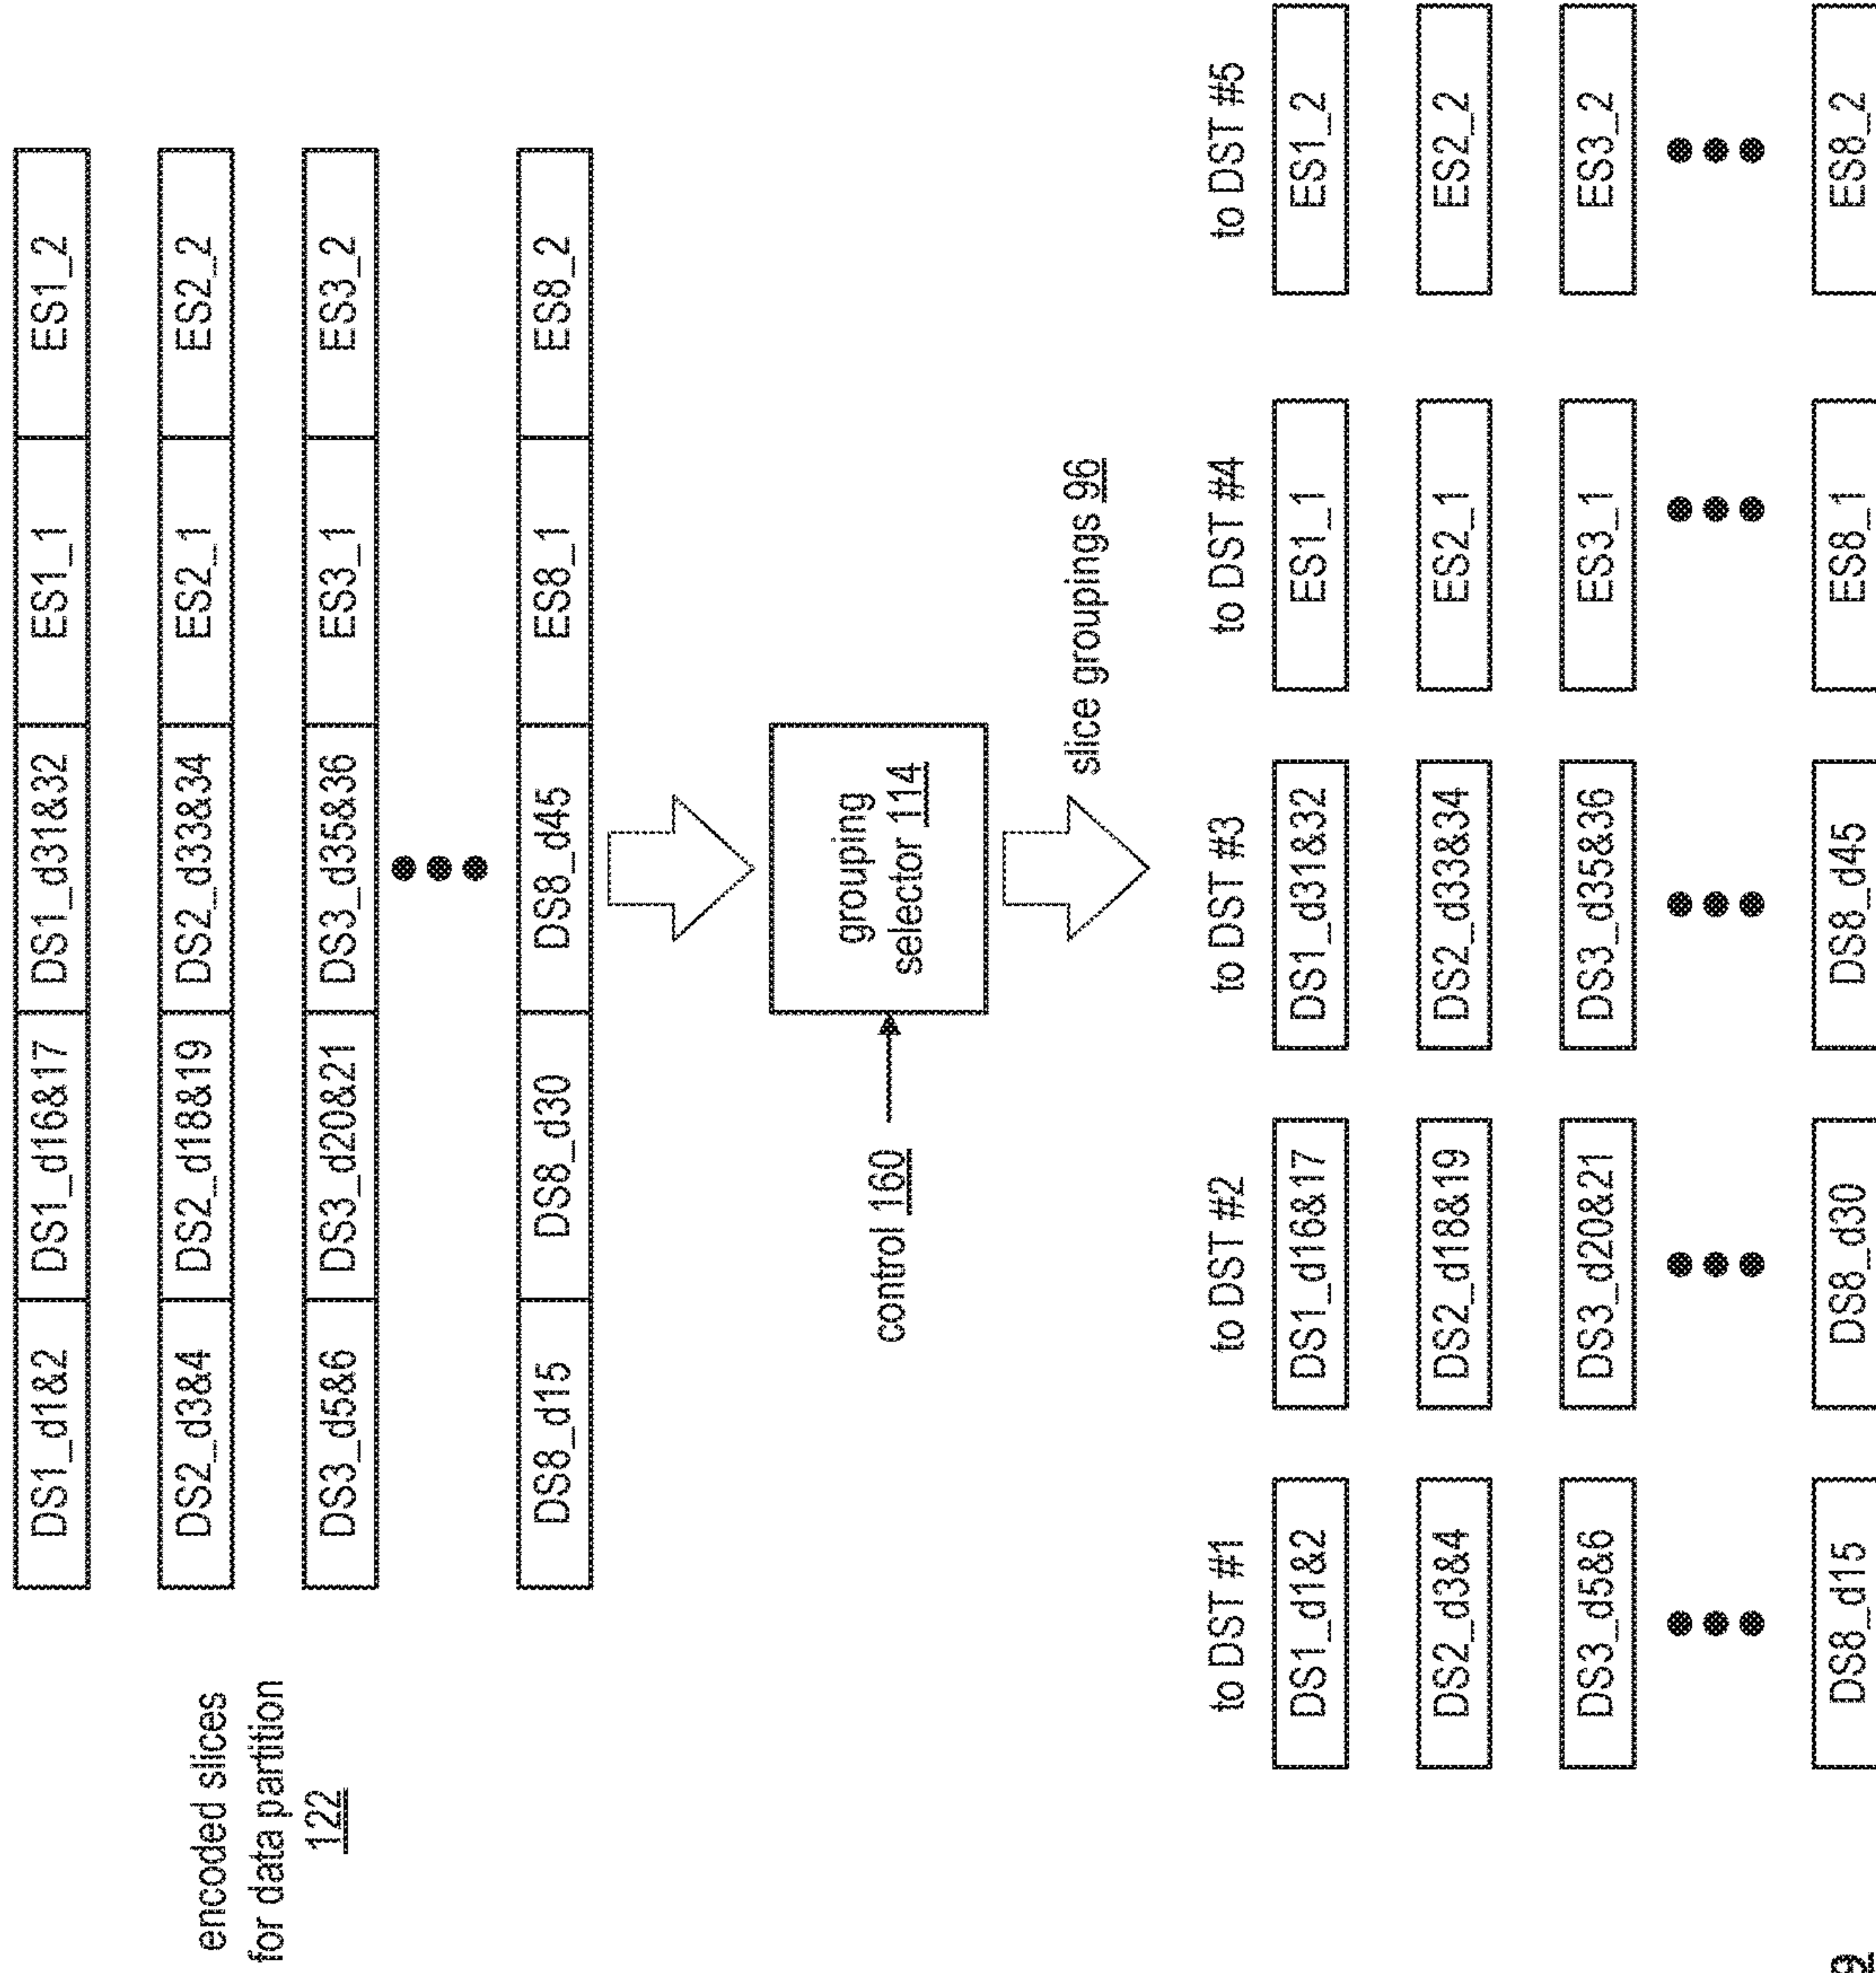 encoded slices
for data partition
122
DS1_d1&2 DS1_d16&17 DS1_d31&32 ES1_1 ES1_2
DS2_d3&4 DS2_d18&19 DS2_d33&34 ES2_1 ES2_2
DS3_d5&6 DS3_d20&21 DS3_d35&36 ES3_1 ES3_2
DS8_d15 DS8_d30 DS8_d45 ES8_1 ES8_2
control 160
grouping
selector 114
slice groupings 96
to DST #1 to DST #2 to DST #3 to DST #4 to DST #5
DS1_d1&2 DS1_d16&17 DS1_d31&32 ES1_1 ES1_2
DS2_d3&4 DS2_d18&19 DS2_d33&34 ES2_1 ES2_2
DS3_d5&6 DS3_d20&21 DS3_d35&36 ES3_1 ES3_2
DS8_d15 DS8_d30 DS8_d45 ES8_1 ES8_2